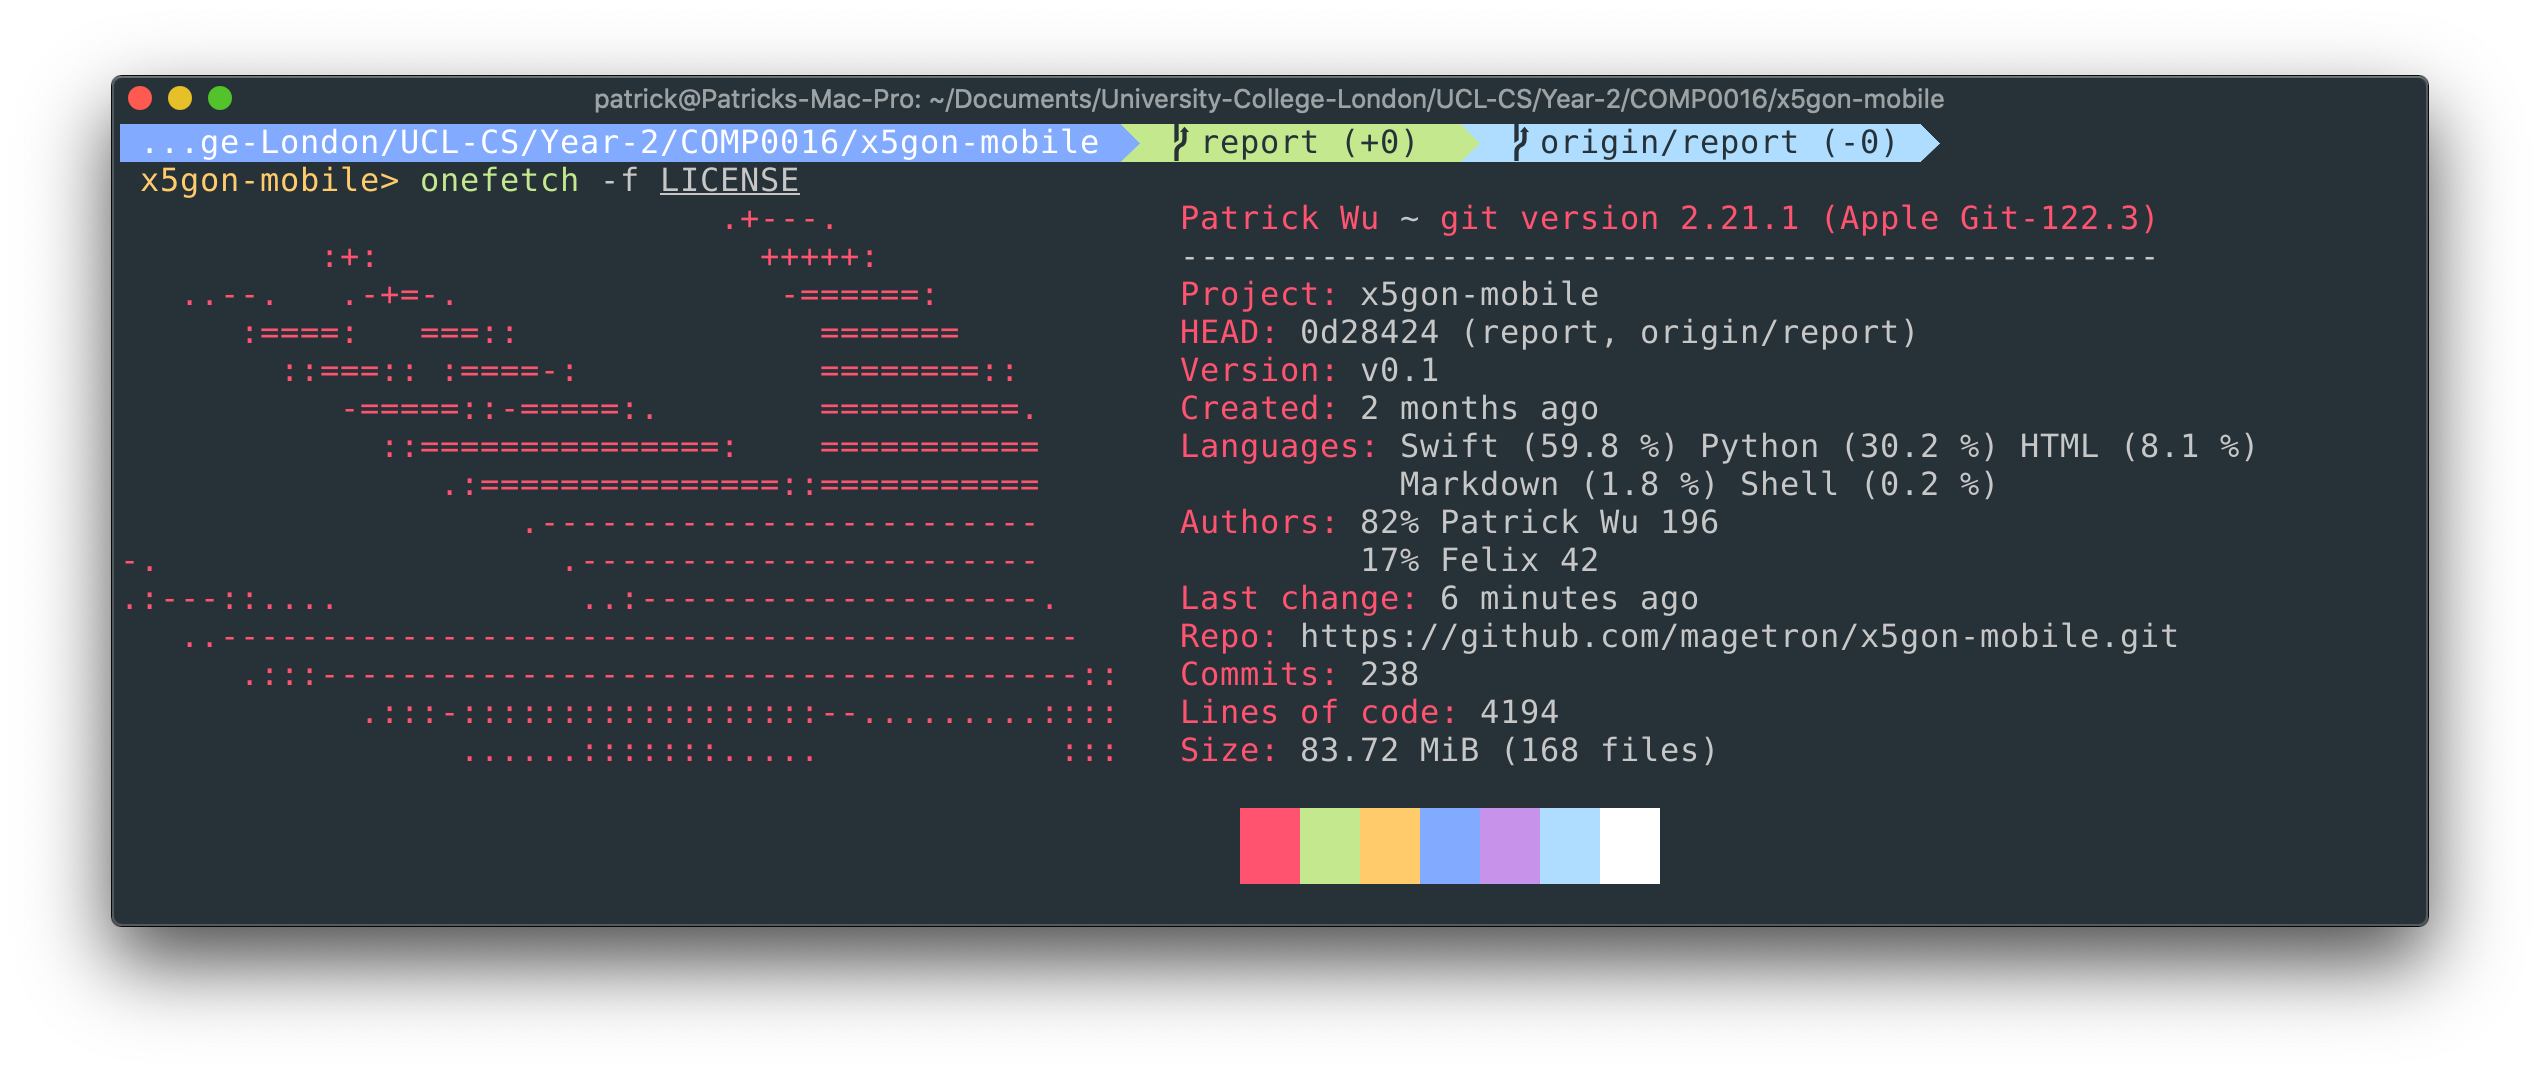 patrick@Patricks-Mac-Pro: ~/Documents/University-College-London/UCL-CS/Year-2/COMP0016/x5gon-mobile
...ge-London/UCL-CS/Year-2/COMP0016/x5gon-mobile report (+0) origin/report (-0)
x5gon-mobile> onefetch -f LICENSE
Patrick Wu ~ git version 2.21.1 (Apple Git-122.3)
-------------------------------------------------
Project: x5gon-mobile
HEAD: 0d28424 (report, origin/report)
Version: v0.1
Created: 2 months ago
Languages: Swift (59.8 %) Python (30.2 %) HTML (8.1 %)
Markdown (1.8 %) Shell (0.2 %)
Authors: 82% Patrick Wu 196
17% Felix 42
Last change: 6 minutes ago
Repo: https://github.com/magetron/x5gon-mobile.git
Commits: 238
Lines of code: 4194
Size: 83.72 MiB (168 files)